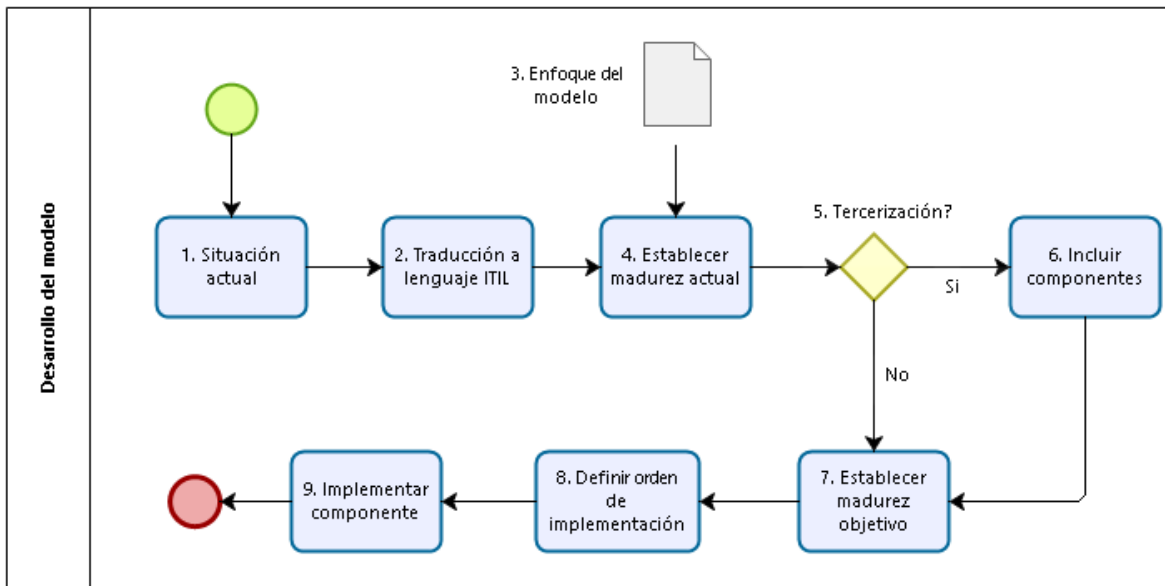 Desarrollo del modelo
3. Enfoque del
modelo
1. Situación
actual
2. Traducción a
lenguaje ITIL
4. Establecer
madurez actual
5. Tercerización?
Si
6. Incluir
componentes
No
7. Establecer
madurez
objetivo
8. Definir orden
de
implementación
9. Implementar
componente